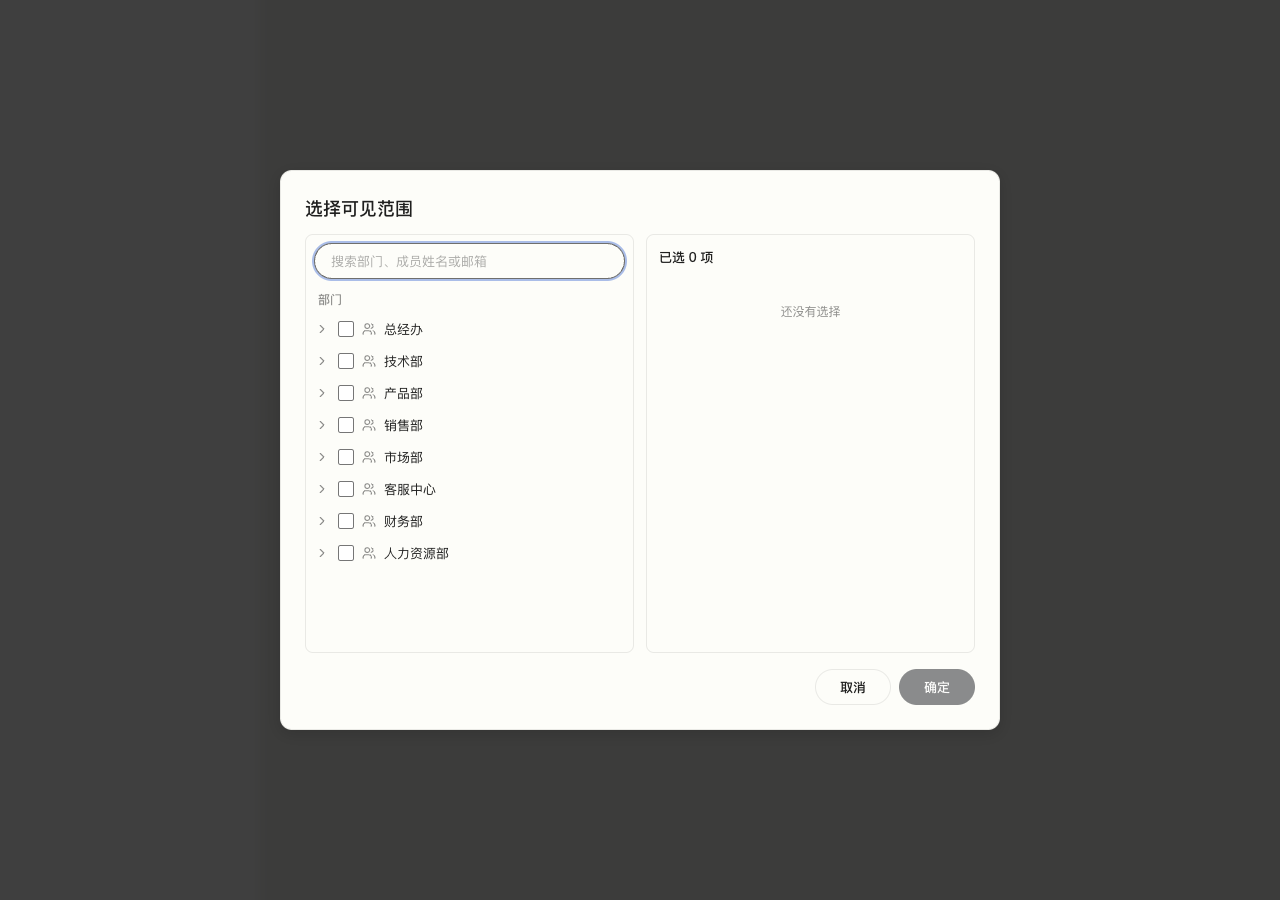 选择可见范围
搜索部门、成员姓名或邮箱
部门
总经办
技术部
产品部
销售部
市场部
客服中心
财务部
人力资源部
已选 0 项
还没有选择
取消
确定